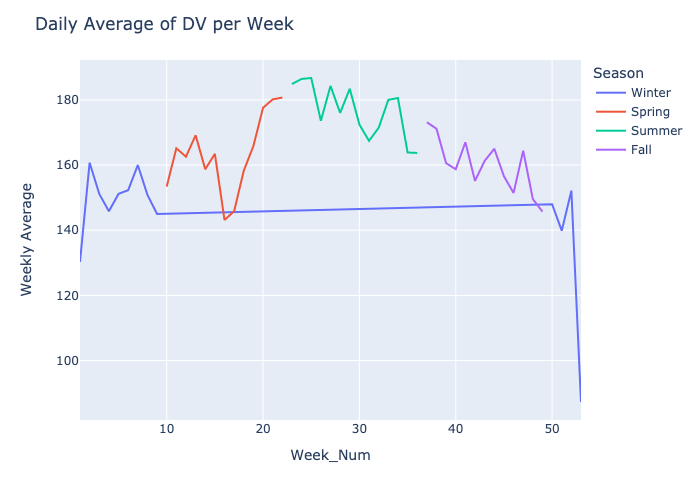 Daily Average of DV per Week
Season
Winter
Spring
Summer
Fall
Weekly Average
180
160
140
120
100
10
20
30
40
50
Week_Num